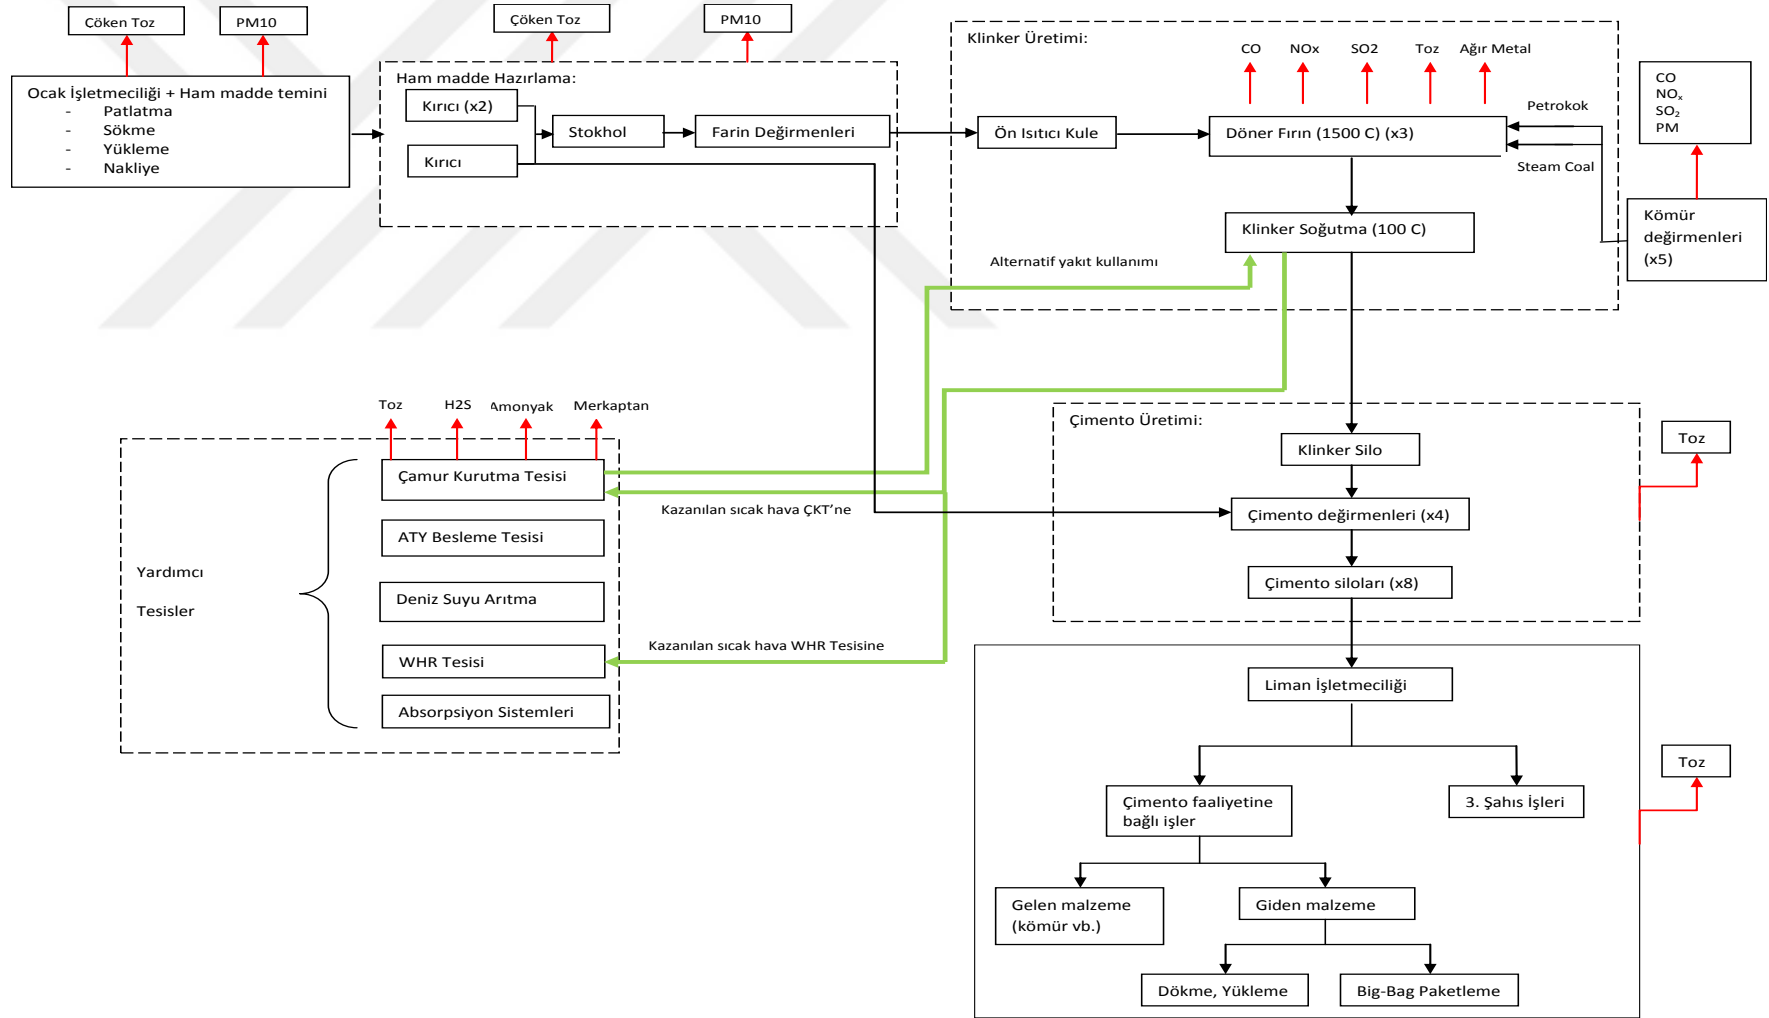 Çöken Toz
PM10
Ocak İşletmeciliği + Ham madde temini
- Patlatma
- Sökme
- Yükleme
- Nakliye
Çöken Toz
PM10
Ham madde Hazırlama:
Kırıcı (x2)
Kırıcı
Stokhol
Farin Değirmenleri
Klinker Üretimi:
CO
NOx
SO2
Toz
Ağır Metal
Ön Isıtıcı Kule
Döner Fırın (1500 C) (x3)
Petrokok
Steam Coal
Klinker Soğutma (100 C)
Alternatif yakıt kullanımı
CO
NOₓ
SO₂
PM
Kömür
değirmenleri
(x5)
Toz
H2S
Amonyak
Merkaptan
Yardımcı
Tesisler
Çamur Kurutma Tesisi
ATY Besleme Tesisi
Deniz Suyu Arıtma
WHR Tesisi
Absorpsiyon Sistemleri
Kazanılan sıcak hava ÇKT’ne
Kazanılan sıcak hava WHR Tesisine
Çimento Üretimi:
Klinker Silo
Çimento değirmenleri (x4)
Çimento siloları (x8)
Toz
Liman İşletmeciliği
Çimento faaliyetine
bağlı işler
3. Şahıs İşleri
Toz
Gelen malzeme
(kömür vb.)
Giden malzeme
Dökme, Yükleme
Big-Bag Paketleme